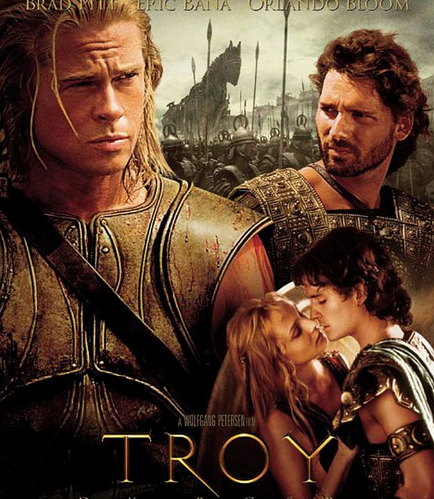 BRAD PITT ERIC BANA ORLANDO BLOOM
A WOLFGANG PETERSEN FILM
TROY